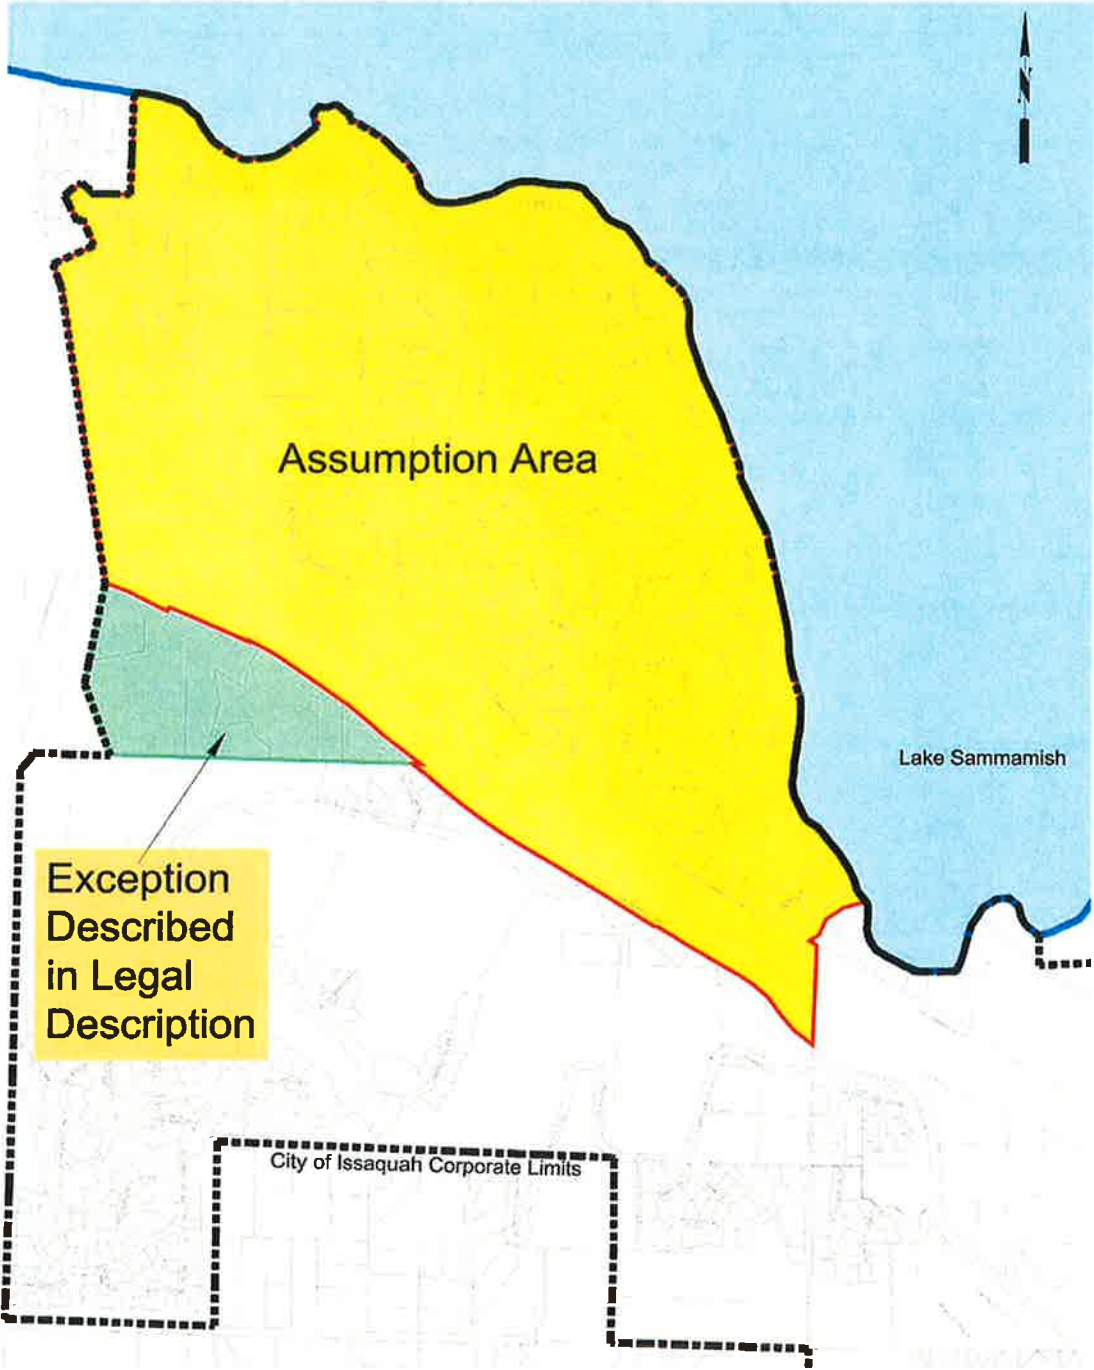 N
Assumption Area
Lake Sammamish
Exception
Described
in Legal
Description
City of Issaquah Corporate Limits